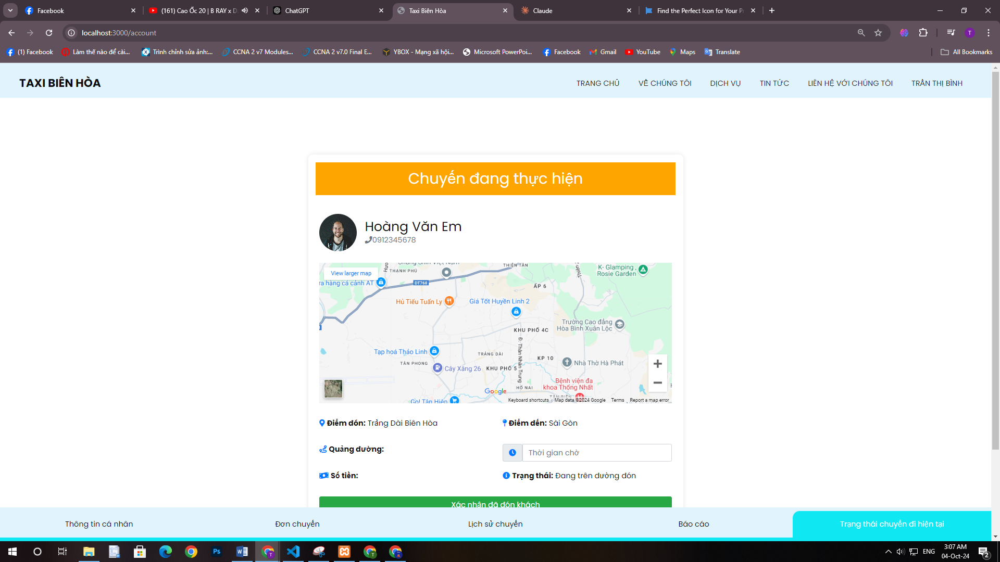 Facebook
(161) Cao Ốc 20 | B RAY x D
ChatGPT
Taxi Biên Hòa
Claude
Find the Perfect Icon for Your Pr
localhost:3000/account
T
(1) Facebook
Làm thế nào để cài...
Trình chỉnh sửa ảnh:...
CCNA 2 v7 Modules...
CCNA 2 v7.0 Final E...
YBOX - Mạng xã hội...
Microsoft PowerPoi...
Facebook
Gmail
YouTube
Maps
Translate
All Bookmarks
TAXI BIÊN HÒA
TRANG CHỦ
VỀ CHÚNG TÔI
DỊCH VỤ
TIN TỨC
LIÊN HỆ VỚI CHÚNG TÔI
TRẦN THỊ BÌNH
Chuyến đang thực hiện
Hoàng Văn Em
0912345678
View larger map
THẠNH PHÚ
THIỆN TÂN
K- Glamping ,
Rosie Garden
ra hàng cá cảnh AT
DT768
ẤP 6
Hủ Tiếu Tuấn Ly
Giá Tốt Huyền Linh 2
Trường Cao đẳng
Hòa Bình Xuân Lộc
KHU PHỐ 4C
Đ. Thân Nhân Trung
Tạp hoá Thảo Linh
TRẢNG DÀI
KP 10
TÂN PHONG
Nhà Thờ Hà Phát
Cây Xăng 26
KHU PHỐ 5
Bệnh viện đa
khoa Thống Nhất
HỐ NAI
Google
Go! Tân Hiệp
TÂN BIÊN
Keyboard shortcuts
Map data ©2024 Google
Terms
Report a map error
Điểm đón: Trảng Dài Biên Hòa
Điểm đến: Sài Gòn
Quảng đường:
Thời gian chờ
Số tiền:
Trạng thái: Đang trên đường đón
Xác nhận đã đón khách
Thông tin cá nhân
Đơn chuyến
Lịch sử chuyến
Báo cáo
Trạng thái chuyến đi hiện tại
ENG
3:07 AM
04-Oct-24
2